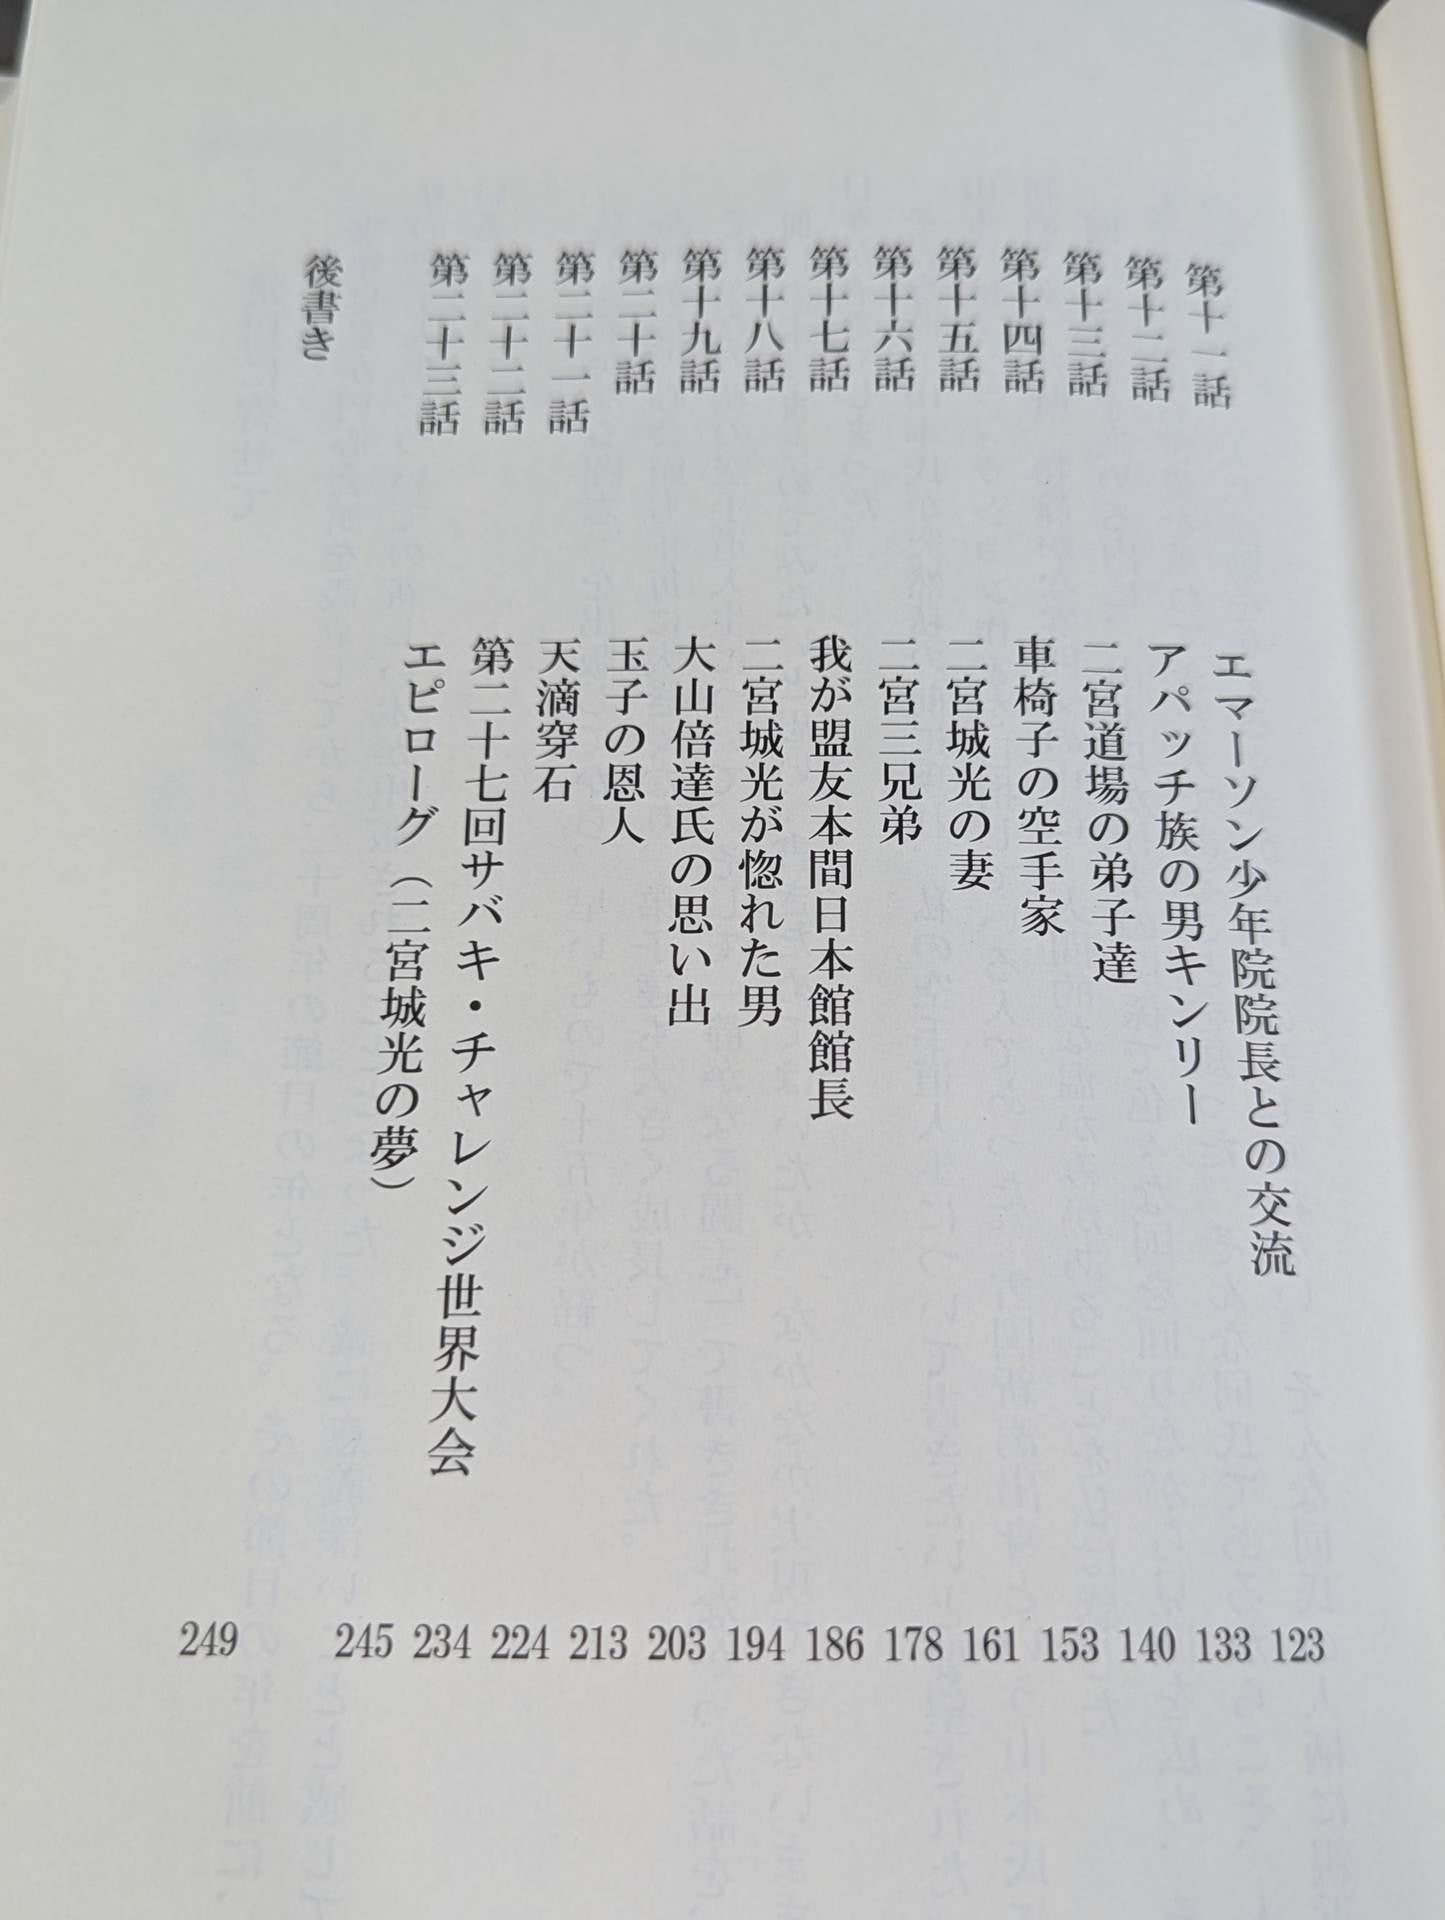 第十一話 エマーソン少年院院長との交流 123
第十二話 アパッチ族の男キンリー 133
第十三話 二宮道場の弟子達 140
第十四話 車椅子の空手家 153
第十五話 二宮城光の妻 161
第十六話 二宮三兄弟 178
第十七話 我が盟友本間日本館館長 186
第十八話 二宮城光が惚れた男 194
第十九話 大山倍達氏の思い出 203
第二十話 玉子の恩人 213
第二十一話 天滴穿石 224
第二十二話 第二十七回サバキ・チャレンジ世界大会 234
第二十三話 エピローグ（二宮城光の夢） 245
後書き 249